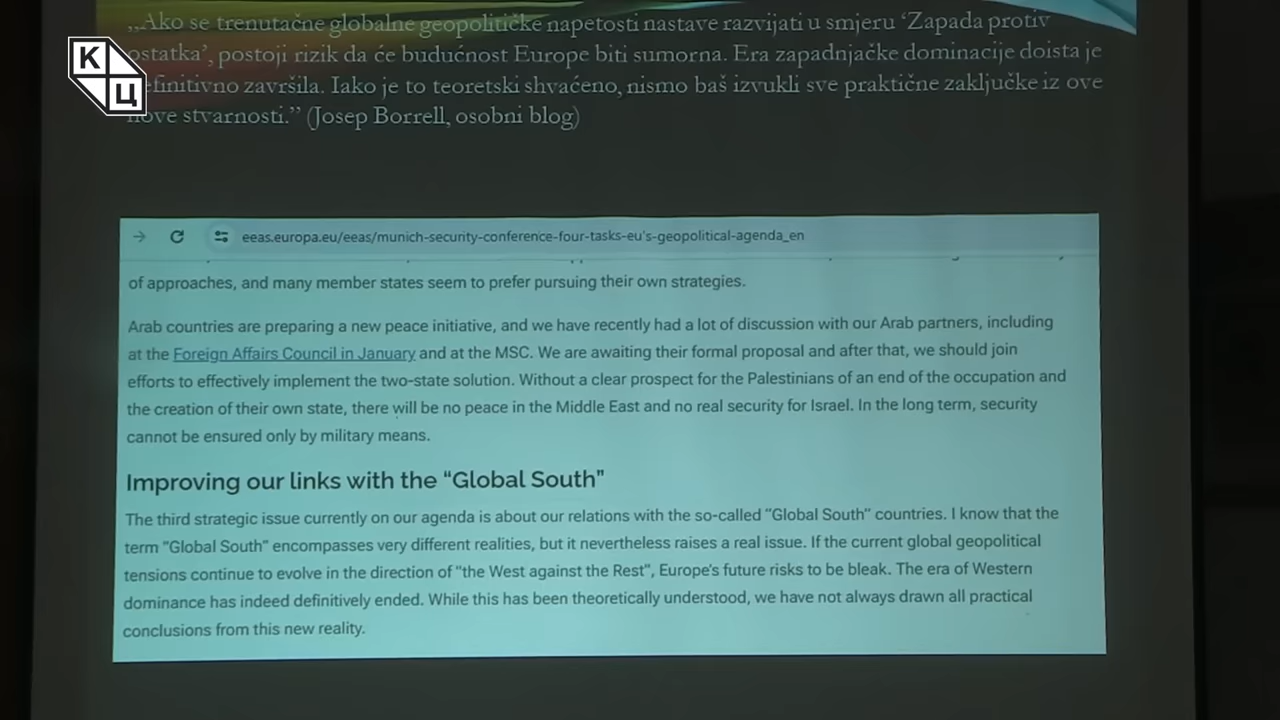 „Ako se trenutačne globalne geopolitičke napetosti nastave razvijati u smjeru ‘Zapada protiv
ostatka’, postoji rizik da će budućnost Europe biti sumorna. Era zapadnjačke dominacije doista je
definitivno završila. Iako je to teoretski shvaćeno, nismo baš izvukli sve praktične zaključke iz ove
nove stvarnosti.” (Josep Borrell, osobni blog)
К
Ц
eeas.europa.eu/eeas/munich-security-conference-four-tasks-eu's-geopolitical-agenda_en
of approaches, and many member states seem to prefer pursuing their own strategies.
Arab countries are preparing a new peace initiative, and we have recently had a lot of discussion with our Arab partners, including
at the Foreign Affairs Council in January and at the MSC. We are awaiting their formal proposal and after that, we should join
efforts to effectively implement the two-state solution. Without a clear prospect for the Palestinians of an end of the occupation and
the creation of their own state, there will be no peace in the Middle East and no real security for Israel. In the long term, security
cannot be ensured only by military means.
Improving our links with the “Global South”
The third strategic issue currently on our agenda is about our relations with the so-called “Global South” countries. I know that the
term “Global South” encompasses very different realities, but it nevertheless raises a real issue. If the current global geopolitical
tensions continue to evolve in the direction of "the West against the Rest", Europe's future risks to be bleak. The era of Western
dominance has indeed definitively ended. While this has been theoretically understood, we have not always drawn all practical
conclusions from this new reality.